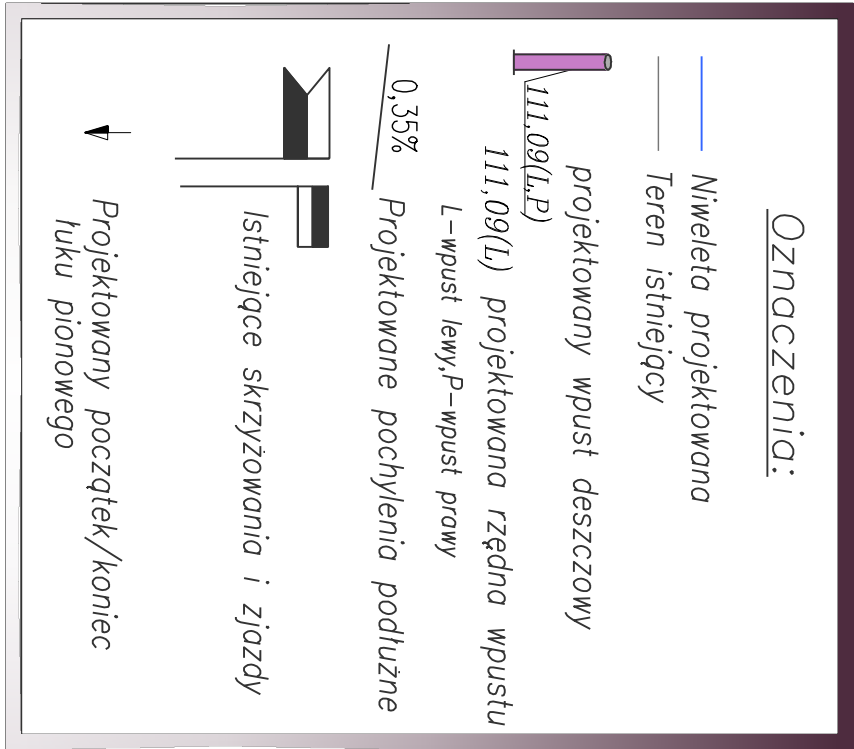 Oznaczenia:
Niweleta projektowana
Teren istniejący
projektowany wpust deszczowy
111,09(L,P)
111,09(L) projektowana rzędna wpustu
L-wpust lewy,P-wpust prawy
0,35%
Projektowane pochylenia podłużne
Istniejące skrzyżowania i zjazdy
Projektowany początek/koniec
łuku pionowego